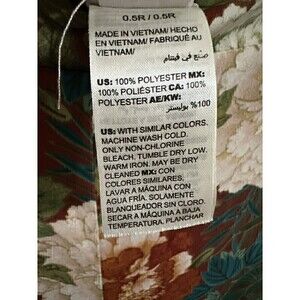 0.5R / 0.5R
MADE IN VIETNAM/ HECHO
EN VIETNAM/ FABRIQUÉ AU
VIETNAM/
صنع في فيتنام
US: 100% POLYESTER MX:
100% POLIÉSTER CA: 100%
POLYESTER AE/KW:
%100 بوليستر
US: WITH SIMILAR COLORS.
MACHINE WASH COLD.
ONLY NON-CHLORINE
BLEACH. TUMBLE DRY LOW.
WARM IRON. MAY BE DRY
CLEANED MX: CON
COLORES SIMILARES,
LAVAR A MÁQUINA CON
AGUA FRÍA. SOLAMENTE
BLANQUEADOR SIN CLORO.
SECAR A MÁQUINA A BAJA
TEMPERATURA. PLANCHAR